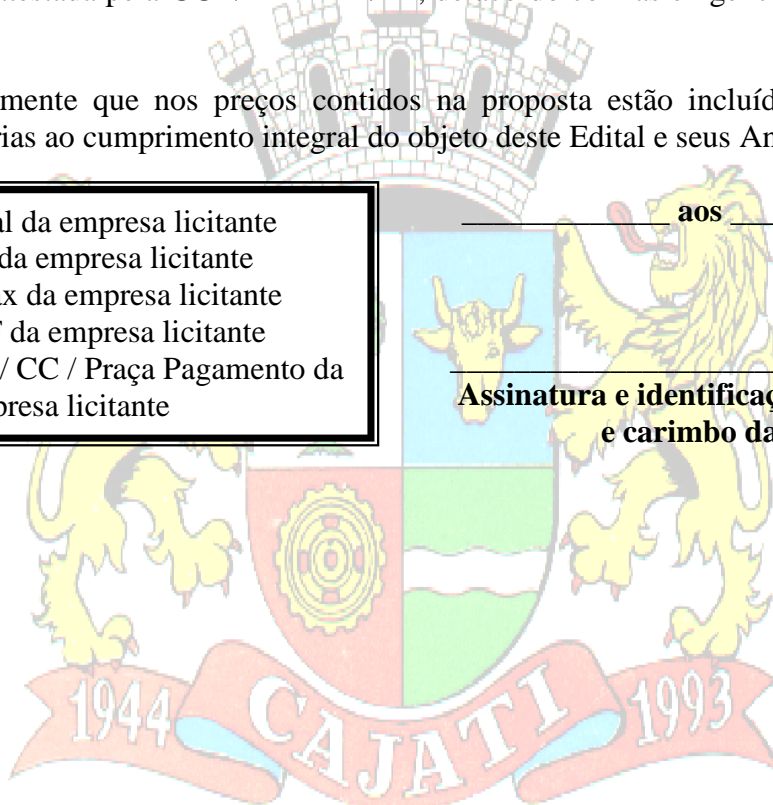 mente que nos preços contidos na proposta estão incluíd
rias ao cumprimento integral do objeto deste Edital e seus An
al da empresa licitante
da empresa licitante
ax da empresa licitante
da empresa licitante
/ CC / Praça Pagamento da
presa licitante
_____________ aos ____
Assinatura e identificaç
e carimbo da
1944
CAJATI
1993